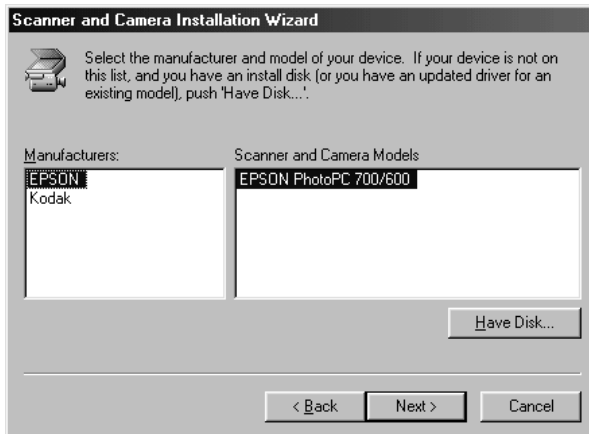 Scanner and Camera Installation Wizard
Select the manufacturer and model of your device. If your device is not on
this list, and you have an install disk (or you have an updated driver for an
existing model), push 'Have Disk...'.
Manufacturers:
EPSON
Kodak
Scanner and Camera Models
EPSON PhotoPC 700/600
Have Disk...
< Back
Next >
Cancel